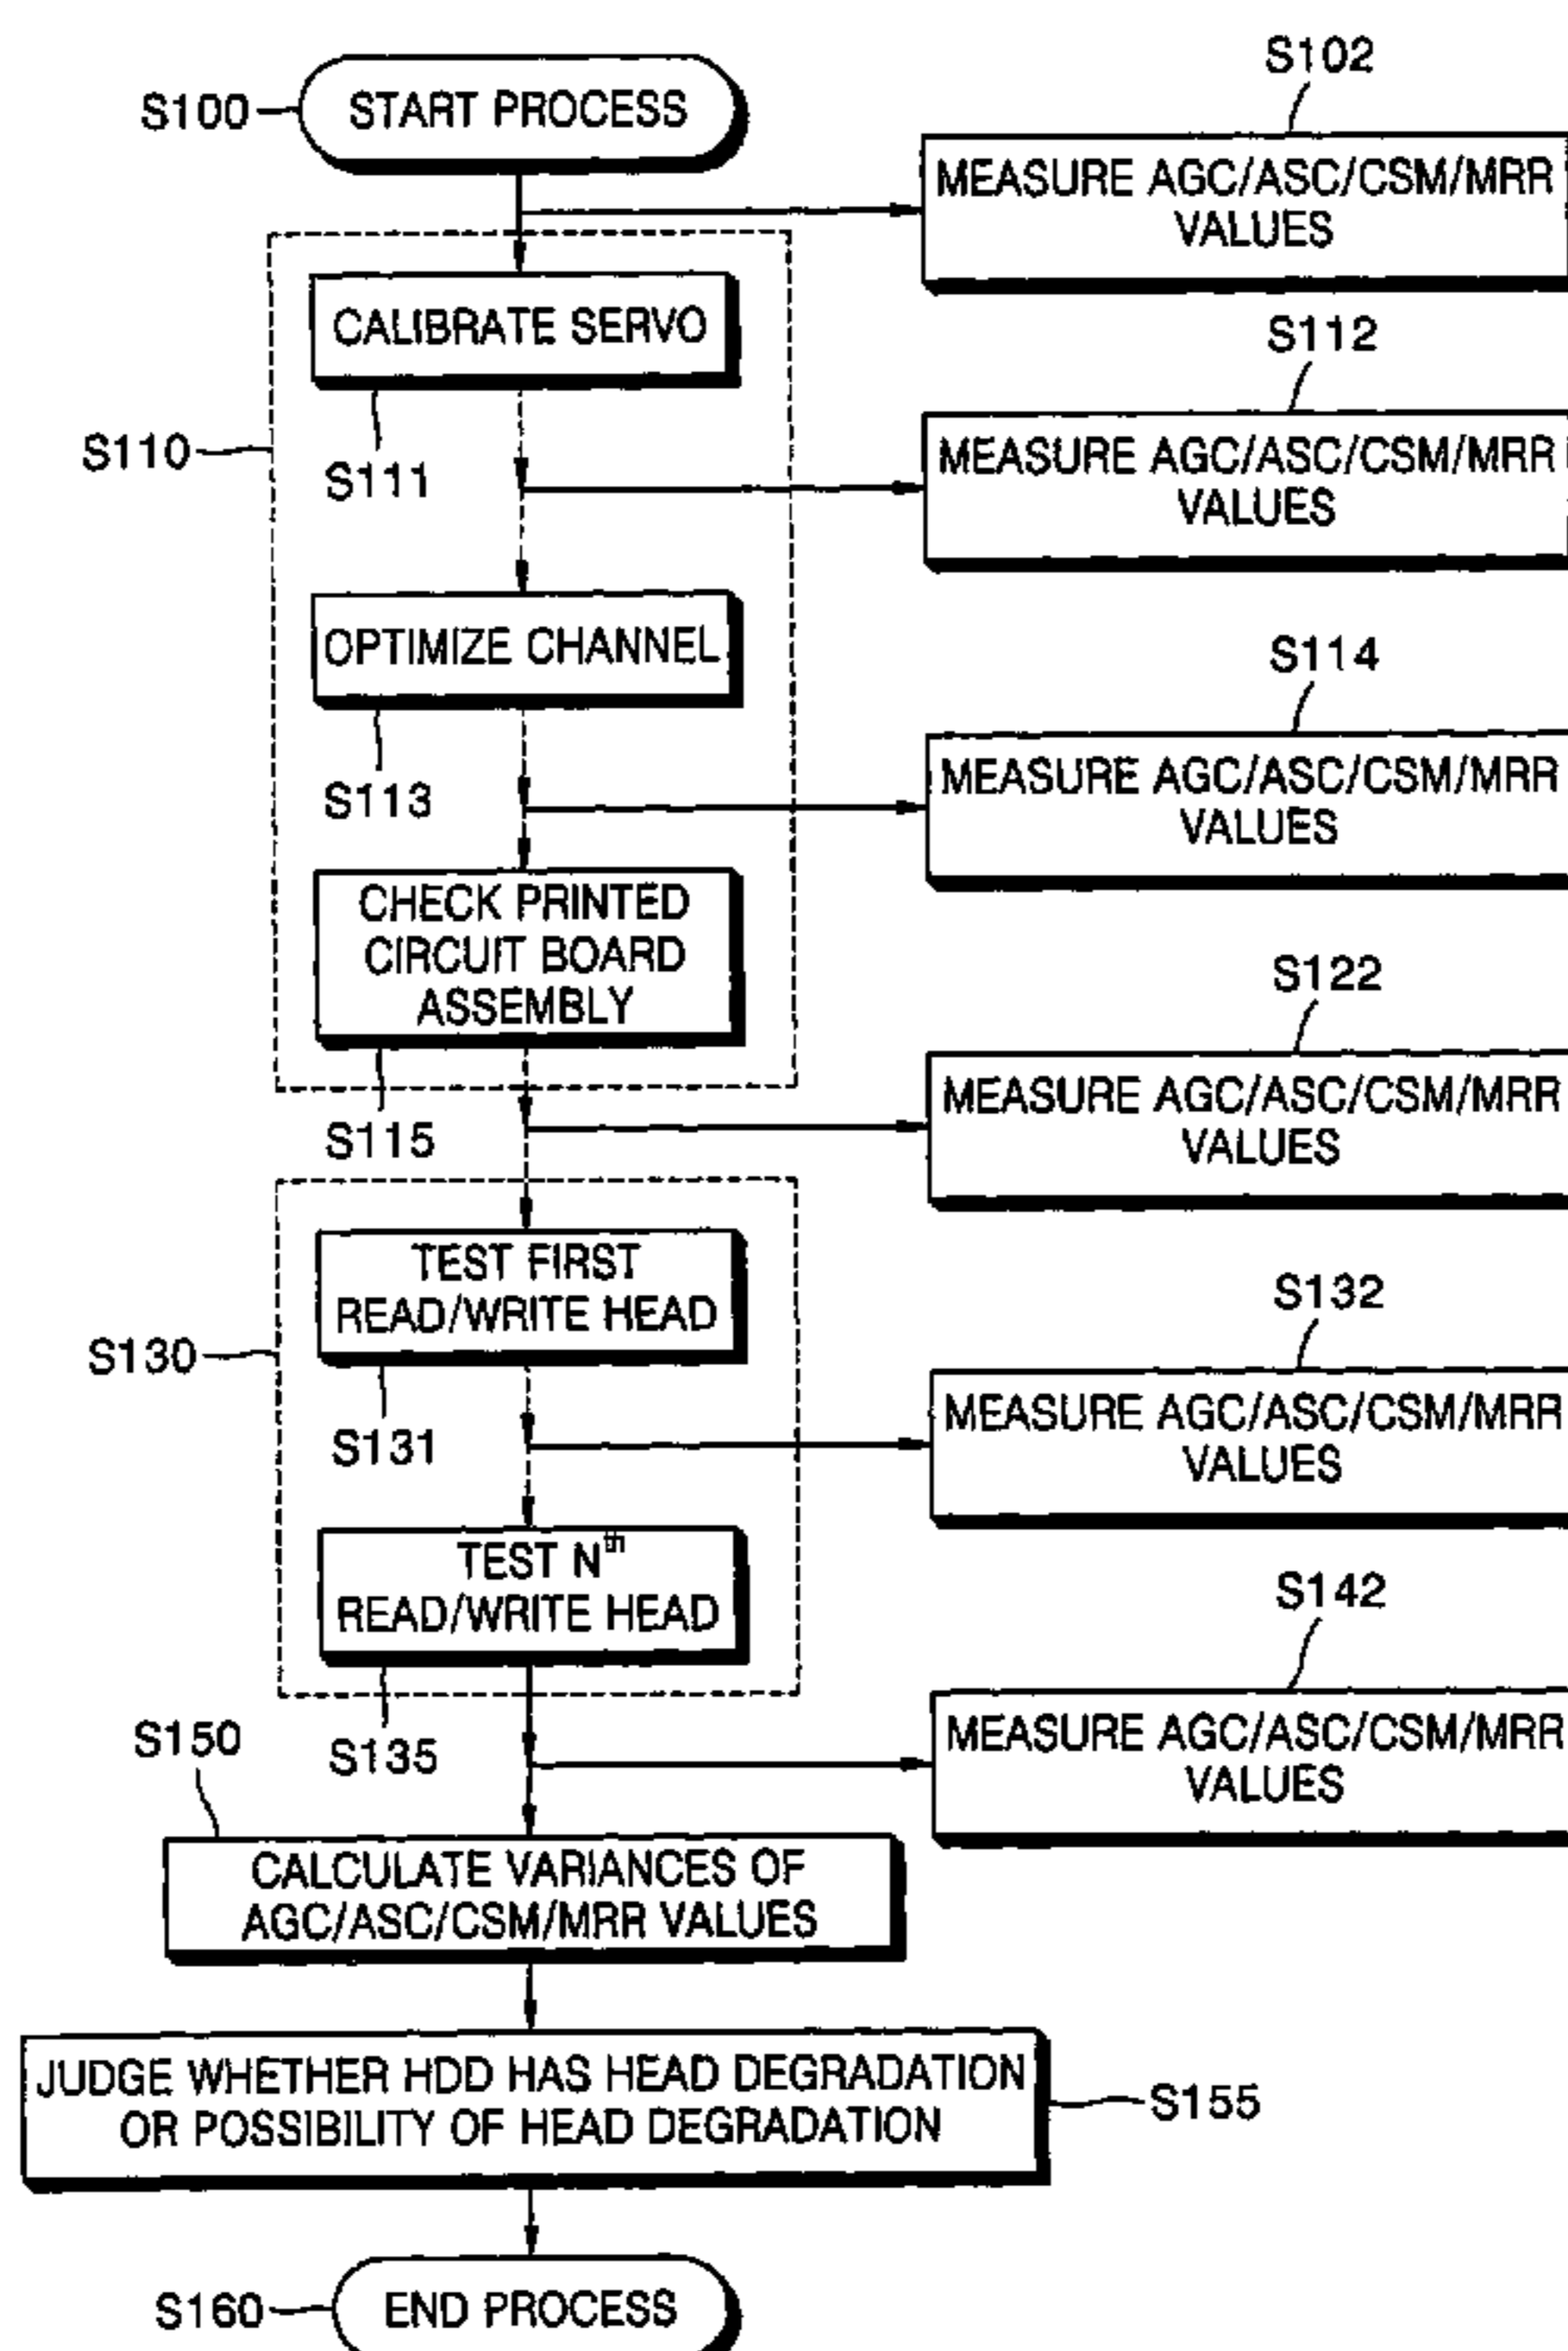 S102
S100
START PROCESS
MEASURE AGC/ASC/CSM/MRR
VALUES
CALIBRATE SERVO
S110
S111
S112
MEASURE AGC/ASC/CSM/MRR
VALUES
OPTIMIZE CHANNEL
S113
S114
MEASURE AGC/ASC/CSM/MRR
VALUES
CHECK PRINTED
CIRCUIT BOARD
ASSEMBLY
S115
S122
MEASURE AGC/ASC/CSM/MRR
VALUES
TEST FIRST
READ/WRITE HEAD
S130
S131
S132
MEASURE AGC/ASC/CSM/MRR
VALUES
TEST Nth
READ/WRITE HEAD
S135
S142
MEASURE AGC/ASC/CSM/MRR
VALUES
S150
CALCULATE VARIANCES OF
AGC/ASC/CSM/MRR VALUES
JUDGE WHETHER HDD HAS HEAD DEGRADATION
OR POSSIBILITY OF HEAD DEGRADATION
S155
S160
END PROCESS